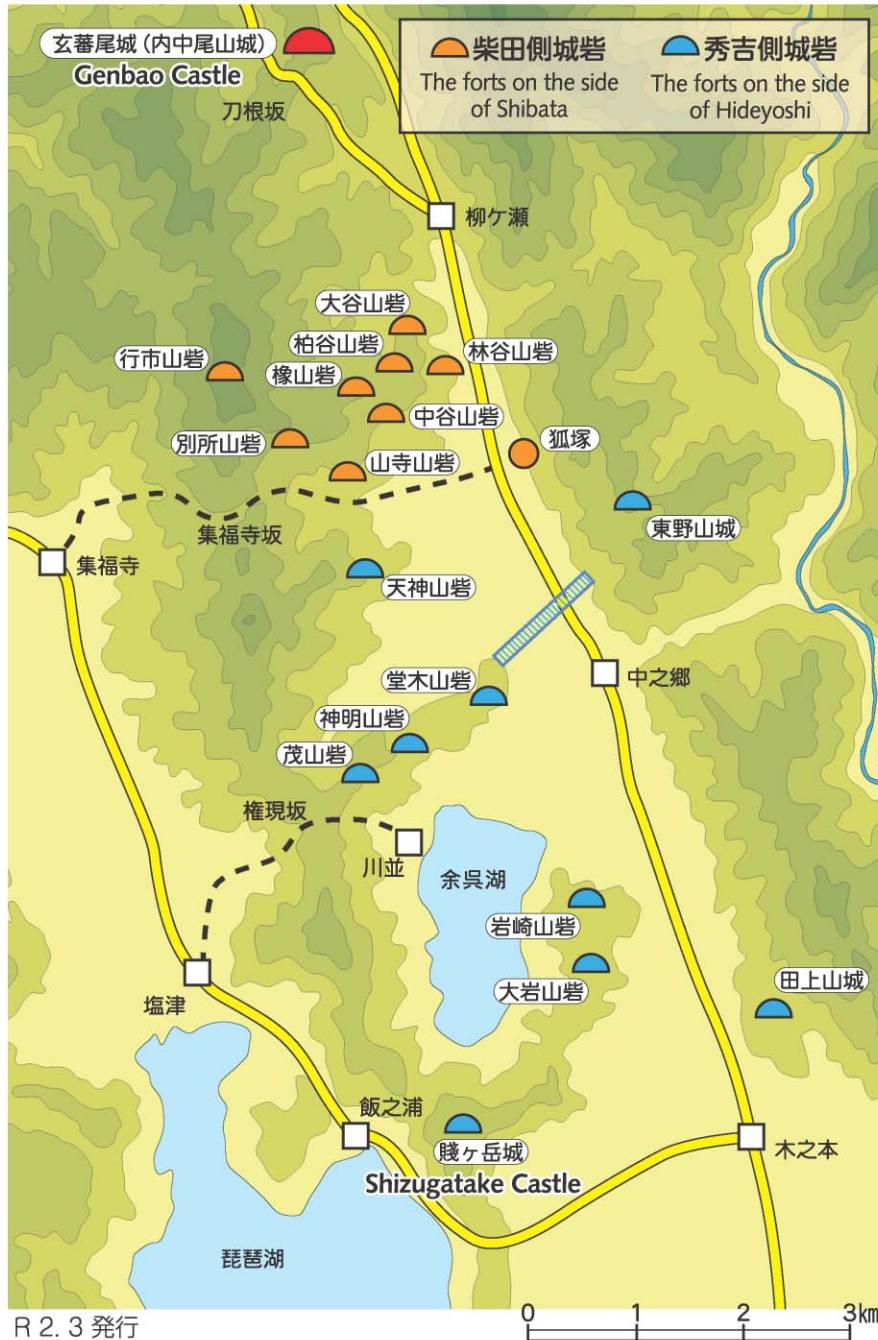 玄蕃尾城(内中尾山城)
Genbao Castle
柴田側城砦
The forts on the side
of Shibata
秀吉側城砦
The forts on the side
of Hideyoshi
刀根坂
柳ケ瀬
大谷山砦
柏谷山砦
林谷山砦
行市山砦
橡山砦
中谷山砦
別所山砦
山寺山砦
狐塚
東野山城
集福寺坂
集福寺
天神山砦
中之郷
堂木山砦
神明山砦
茂山砦
権現坂
川並
余呉湖
岩崎山砦
大岩山砦
田上山城
塩津
飯之浦
賤ヶ岳城
Shizugatake Castle
木之本
琵琶湖
0 1 2 3km
R 2. 3 発行